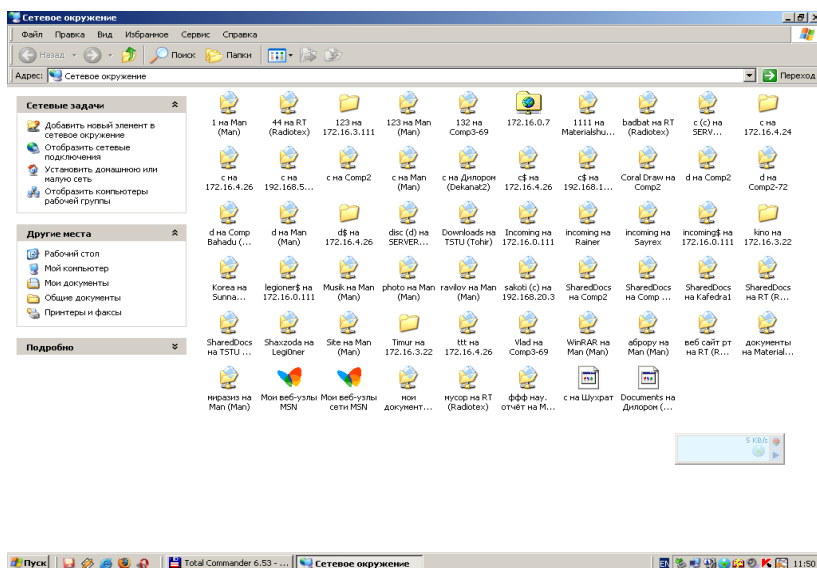 Сетевое окружение
Файл Правка Вид Избранное Сервис Справка
Назад Поиск Папки
Адрес: Сетевое окружение Переход
Сетевые задачи
Добавить новый элемент в
сетевое окружение
Отобразить сетевые
подключения
Установить домашнюю или
малую сеть
Отобразить компьютеры
рабочей группы
Другие места
Рабочий стол
Мой компьютер
Мои документы
Общие документы
Принтеры и факсы
Подробно
1 на Man
(Man)
44 на RT
(Radiotex)
123 на
172.16.3.111
123 на Man
(Man)
132 на
Comp3-69
172.16.0.7
1111 на
Materialshu...
badbat на RT
(Radiotex)
c (c) на
SERV...
c на
172.16.4.24
c на
172.16.4.26
c на
192.168.5...
c на Comp2
c на Man
(Man)
c на Дилором
(Dekanat2)
c$ на
172.16.4.26
c$ на
192.168.1...
Coral Draw на
Comp2
d на Comp2
d на
Comp2-72
d на Comp
Bahadu (...
d на Man
(Man)
d$ на
172.16.4.26
disc (d) на
SERVER...
Downloads на
TSTU (Tohir)
Incoming на
172.16.0.111
incoming на
Rainer
incoming на
Sayrex
incoming$ на
172.16.0.111
kino на
172.16.3.22
Korea на
Sunna...
legioner$ на
172.16.0.111
Musik на Man
(Man)
photo на Man
(Man)
ravilov на Man
(Man)
sakoti (c) на
192.168.20.3
SharedDocs
на Comp2
SharedDocs
на Comp ...
SharedDocs
на Kafedra1
SharedDocs
на RT (R...
SharedDocs
на TSTU ...
Shaxzoda на
Legi0ner
Site на Man
(Man)
Timur на
172.16.3.22
ttt на
172.16.4.26
Vlad на
Comp3-69
WinRAR на
Man (Man)
аброру на
Man (Man)
веб сайт рт
на RT (R...
документы
на Material...
миразиз на
Man (Man)
Мои веб-узлы
MSN
Мои веб-узлы
сети MSN
мои
документ...
мусор на RT
(Radiotex)
ффф нау.
отчёт на M...
с на Шухрат
Documents на
Дилором (...
5 KB/s
Пуск Total Commander 6.53 - ... Сетевое окружение EN 11:50